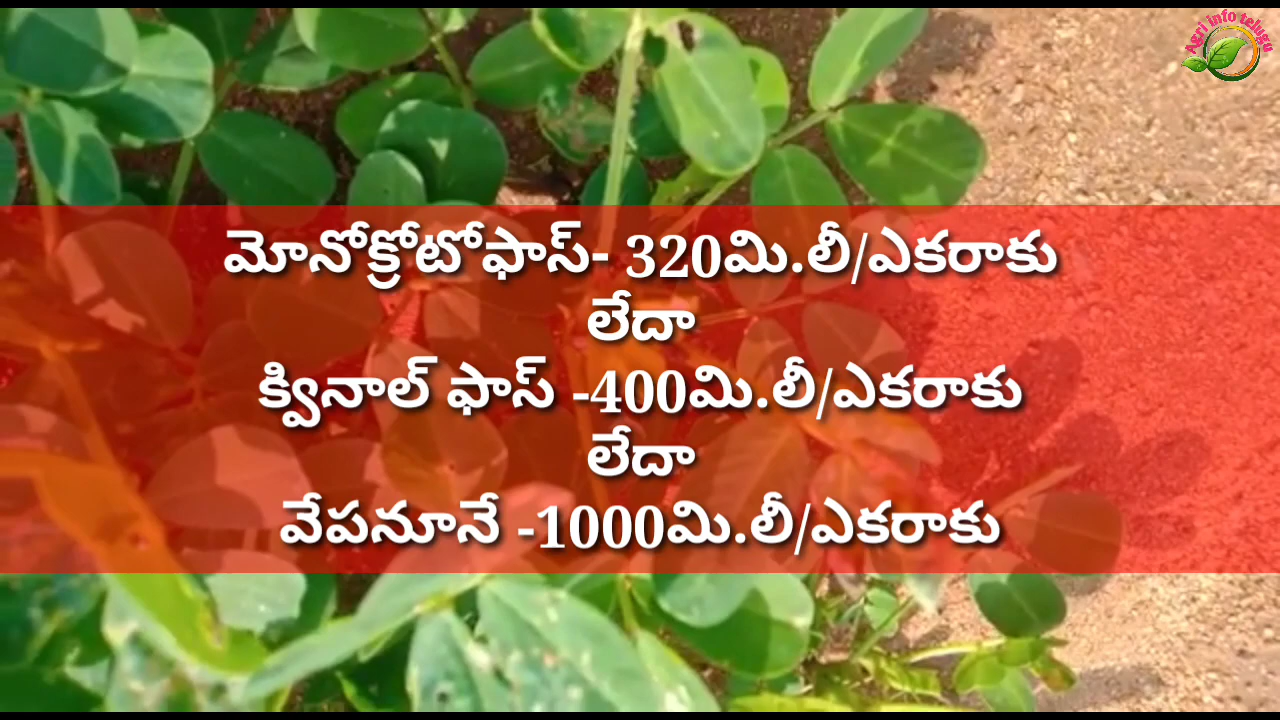 Agri info telugu
మోనోక్రోటోఫాస్- 320మి.లీ/ఎకరాకు
లేదా
క్వినాల్ ఫాస్ -400మి.లీ/ఎకరాకు
లేదా
వేపనూనే -1000మి.లీ/ఎకరాకు